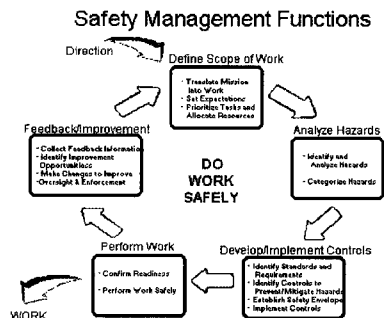 Safety Management Functions
Direction
Define Scope of Work
• Translate Mission
Into Work
• Set Expectations
• Prioritize Tasks and
Allocate Resources
Analyze Hazards
• Identify and
Analyze Hazards
• Categorize Hazards
Develop/Implement Controls
• Identify Standards and
Requirements
• Identify Controls to
Prevent/Mitigate Hazards
• Establish Safety Envelope
• Implement Controls
Perform Work
• Confirm Readiness
• Perform Work Safely
WORK
Feedback/Improvement
• Collect Feedback Information
• Identify Improvement
Opportunities
• Make Changes to Improve
• Oversight & Enforcement
DO
WORK
SAFELY